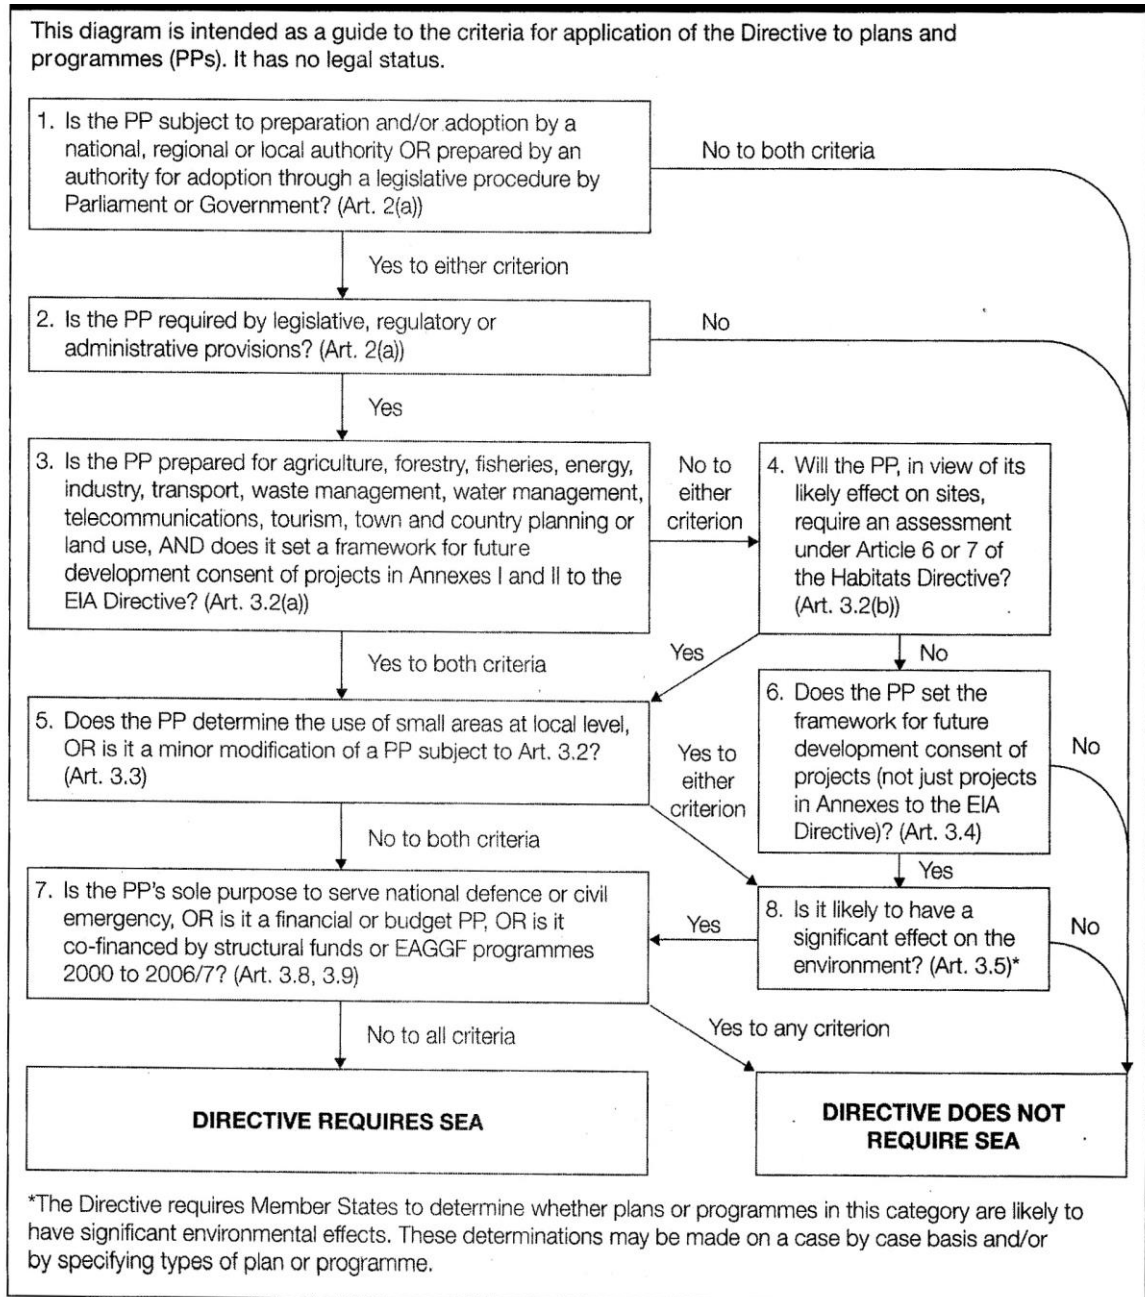 This diagram is intended as a guide to the criteria for application of the Directive to plans and
programmes (PPs). It has no legal status.
1. Is the PP subject to preparation and/or adoption by a
national, regional or local authority OR prepared by an
authority for adoption through a legislative procedure by
Parliament or Government? (Art. 2(a))
No to both criteria
Yes to either criterion
2. Is the PP required by legislative, regulatory or
administrative provisions? (Art. 2(a))
No
Yes
3. Is the PP prepared for agriculture, forestry, fisheries, energy,
industry, transport, waste management, water management,
telecommunications, tourism, town and country planning or
land use, AND does it set a framework for future
development consent of projects in Annexes I and II to the
EIA Directive? (Art. 3.2(a))
No to
either
criterion
4. Will the PP, in view of its
likely effect on sites,
require an assessment
under Article 6 or 7 of
the Habitats Directive?
(Art. 3.2(b))
Yes to both criteria
Yes
No
5. Does the PP determine the use of small areas at local level,
OR is it a minor modification of a PP subject to Art. 3.2?
(Art. 3.3)
Yes to
either
criterion
6. Does the PP set the
framework for future
development consent of
projects (not just projects
in Annexes to the EIA
Directive)? (Art. 3.4)
No
No to both criteria
Yes
7. Is the PP's sole purpose to serve national defence or civil
emergency, OR is it a financial or budget PP, OR is it
co-financed by structural funds or EAGGF programmes
2000 to 2006/7? (Art. 3.8, 3.9)
Yes
8. Is it likely to have a
significant effect on the
environment? (Art. 3.5)*
No
No to all criteria
Yes to any criterion
DIRECTIVE REQUIRES SEA
DIRECTIVE DOES NOT
REQUIRE SEA
*The Directive requires Member States to determine whether plans or programmes in this category are likely to
have significant environmental effects. These determinations may be made on a case by case basis and/or
by specifying types of plan or programme.